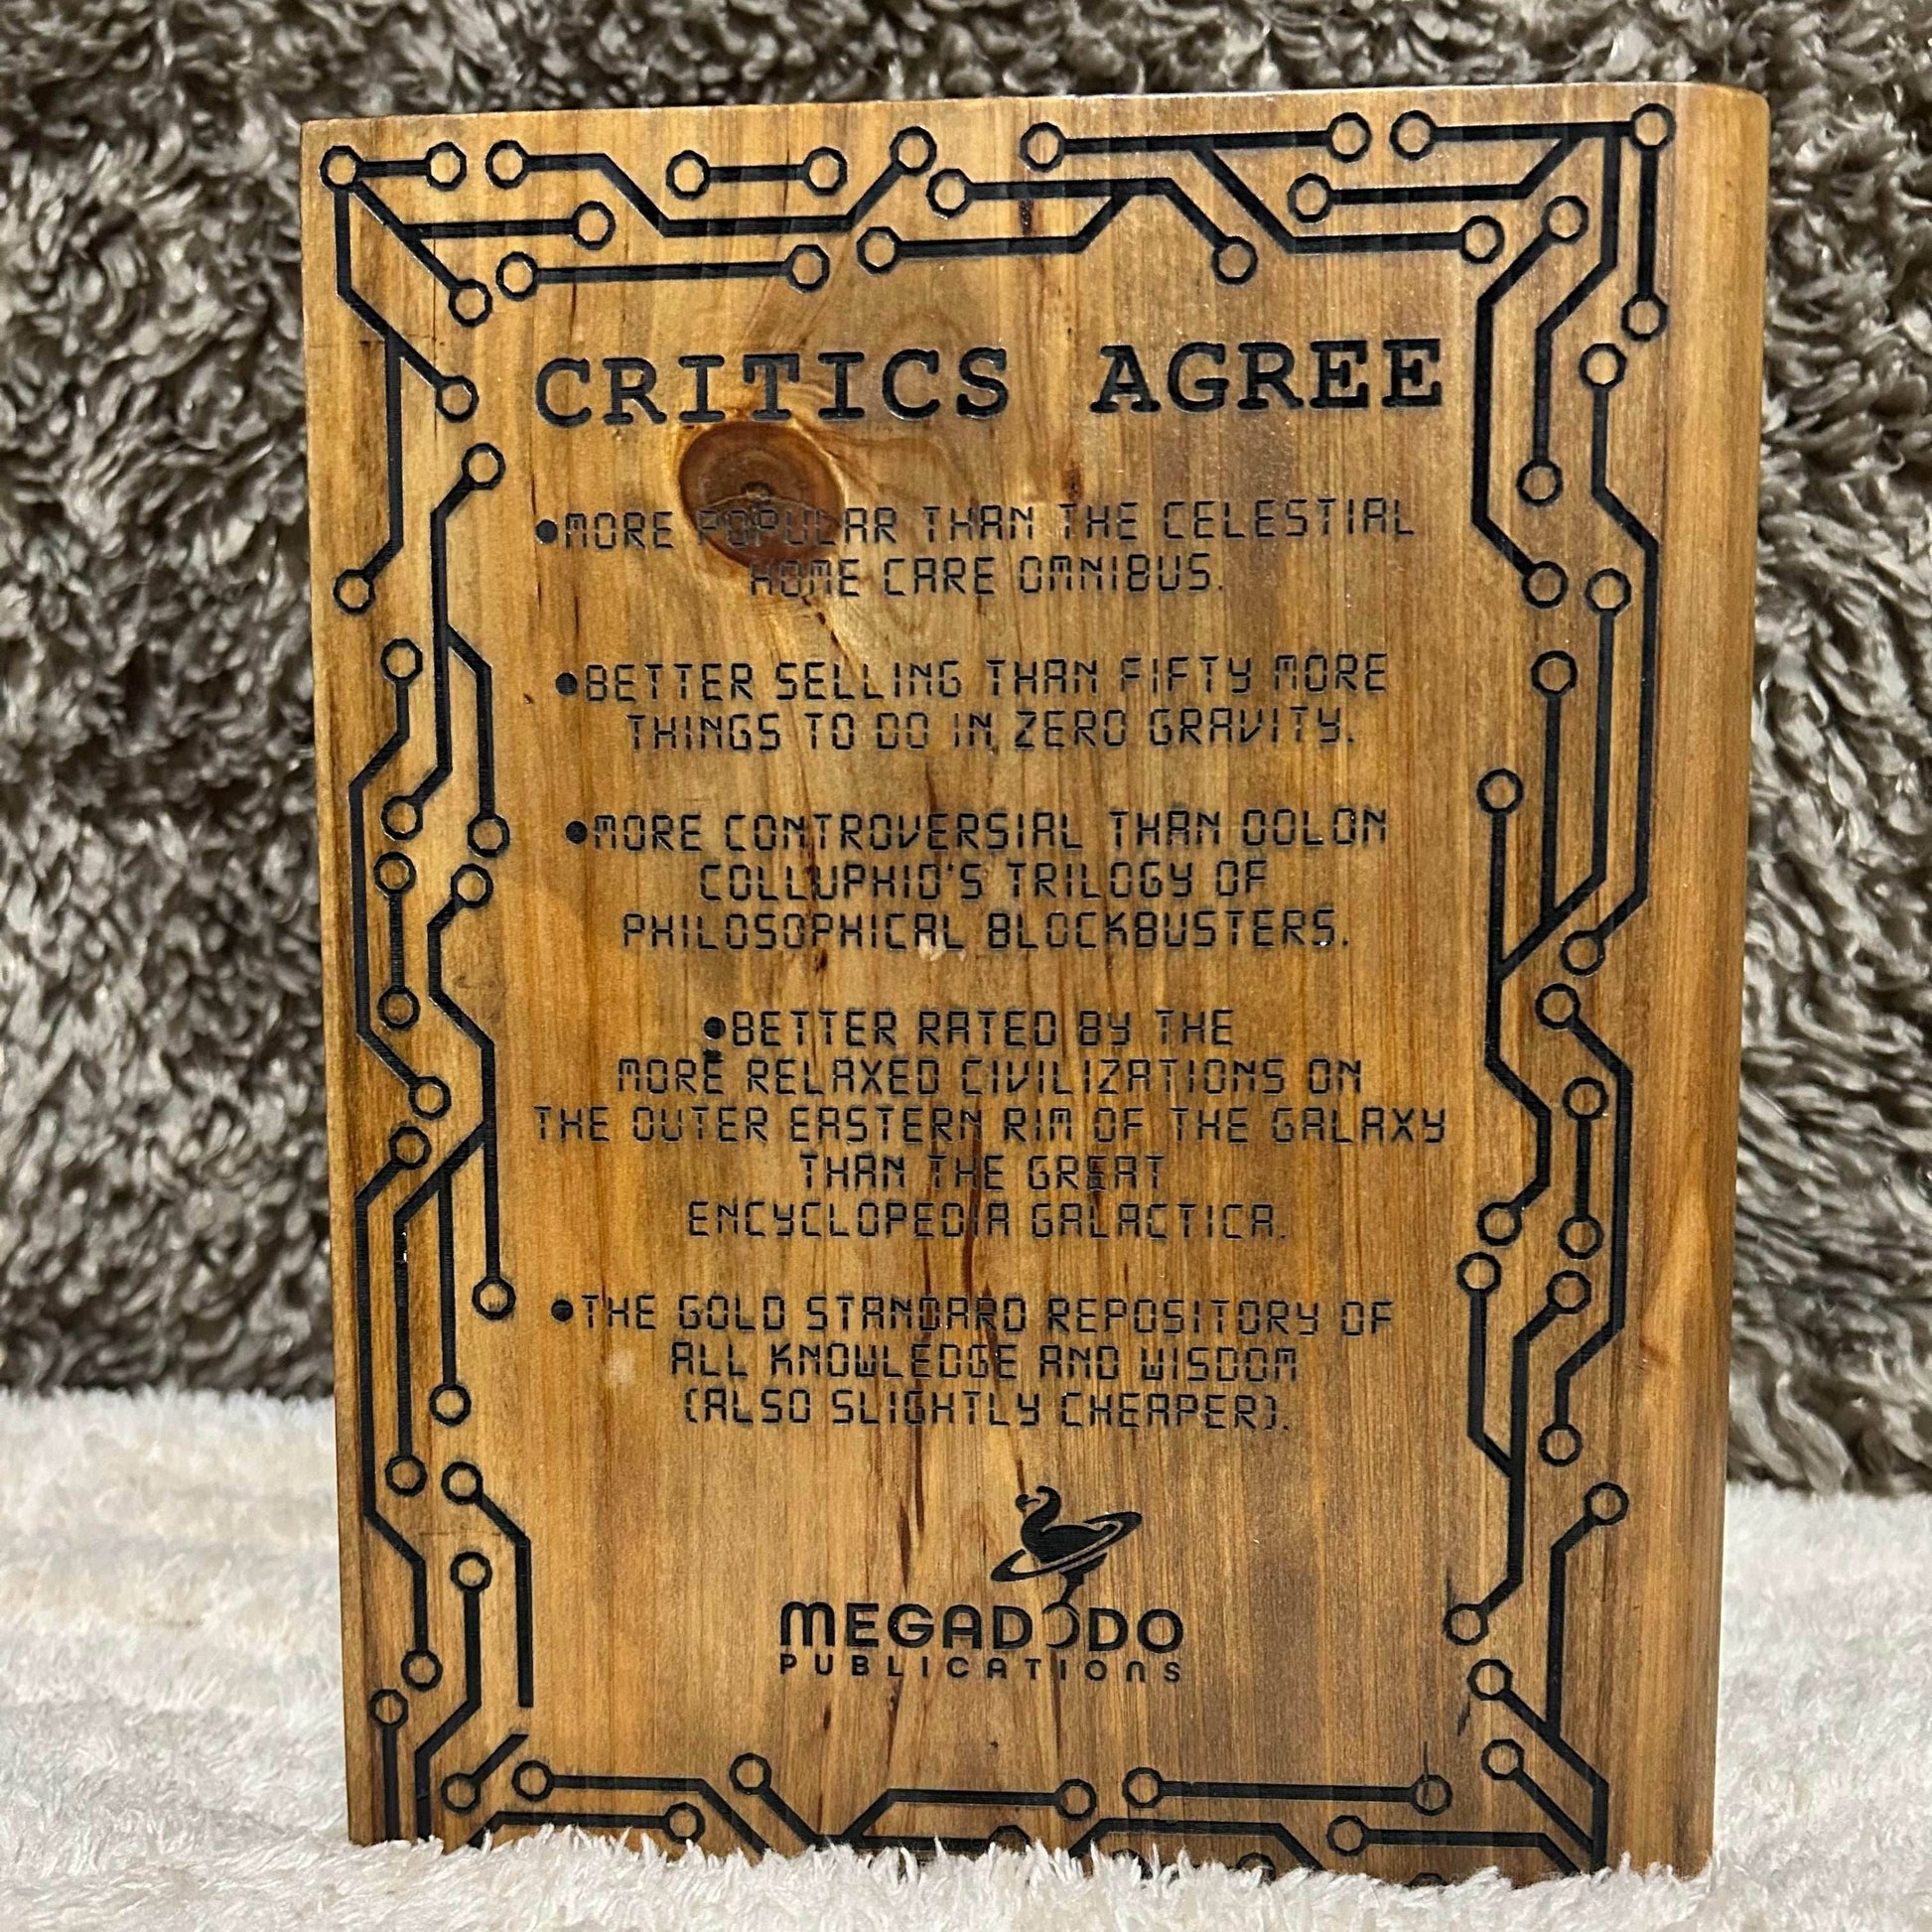 CRITICS AGREE
•MORE POPULAR THAN THE CELESTIAL
HOME CARE OMNIBUS.
•BETTER SELLING THAN FIFTY MORE
THINGS TO DO IN ZERO GRAVITY.
•MORE CONTROVERSIAL THAN OOLON
COLLUPHID'S TRILOGY OF
PHILOSOPHICAL BLOCKBUSTERS.
•BETTER RATED BY THE
MORE RELAXED CIVILIZATIONS ON
THE OUTER EASTERN RIM OF THE GALAXY
THAN THE GREAT
ENCYCLOPEDIA GALACTICA.
•THE GOLD STANDARD REPOSITORY OF
ALL KNOWLEDGE AND WISDOM
(ALSO SLIGHTLY CHEAPER).
MEGADODO
PUBLICATIONS